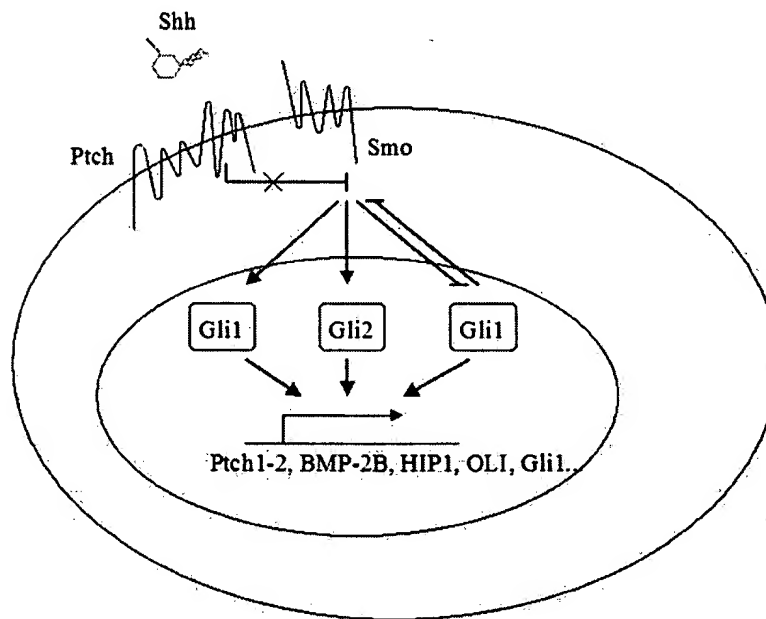 Shh
Ptch
Smo
Gli1
Gli2
Gli1
Ptch1-2, BMP-2B, HIP1, OLI, Gli1..